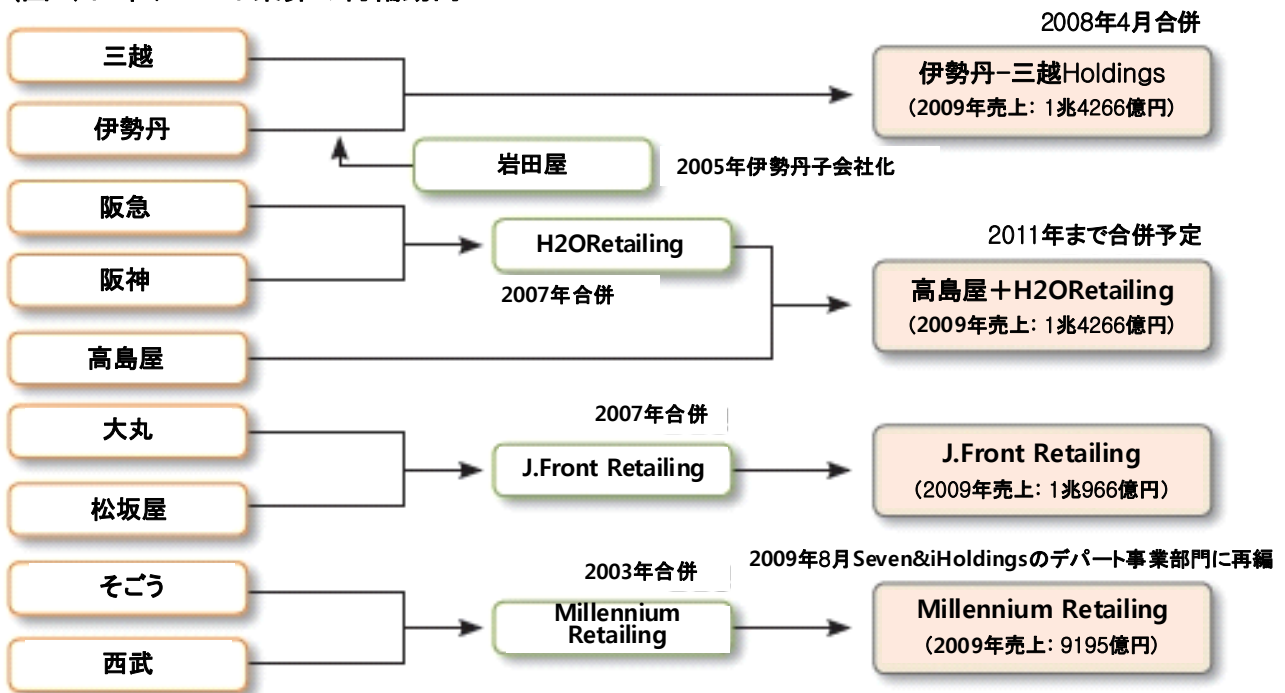 2008年4月合併
三越
伊勢丹-三越Holdings
(2009年売上: 1兆4266億円)
伊勢丹
岩田屋
2005年伊勢丹子会社化
阪急
H2ORetailing
2011年まで合併予定
阪神
2007年合併
高島屋+H2ORetailing
(2009年売上: 1兆4266億円)
高島屋
大丸
2007年合併
J.Front Retailing
J.Front Retailing
(2009年売上: 1兆966億円)
松坂屋
2009年8月Seven&iHoldingsのデパート事業部門に再編
そごう
2003年合併
Millennium
Retailing
Millennium Retailing
(2009年売上: 9195億円)
西武